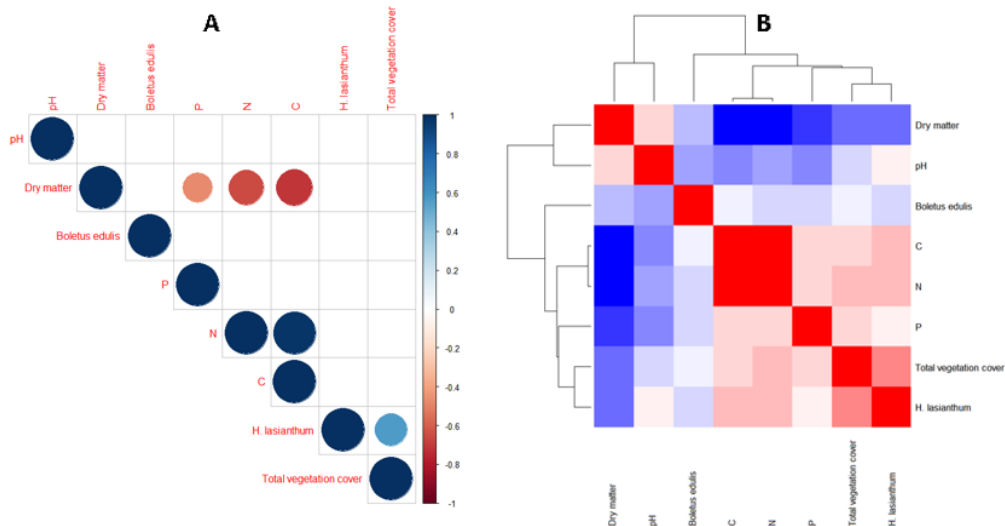 A
pH
Dry matter
Boletus edulis
P
N
C
H. lasianthum
Total vegetation cover
pH
Dry matter
Boletus edulis
P
N
C
H. lasianthum
Total vegetation cover
1
0.8
0.6
0.4
0.2
0
-0.2
-0.4
-0.6
-0.8
-1
B
Dry matter
pH
Boletus edulis
C
N
P
Total vegetation cover
H. lasianthum
Dry matter
pH
Boletus edulis
C
N
P
Total vegetation cover
H. lasianthum